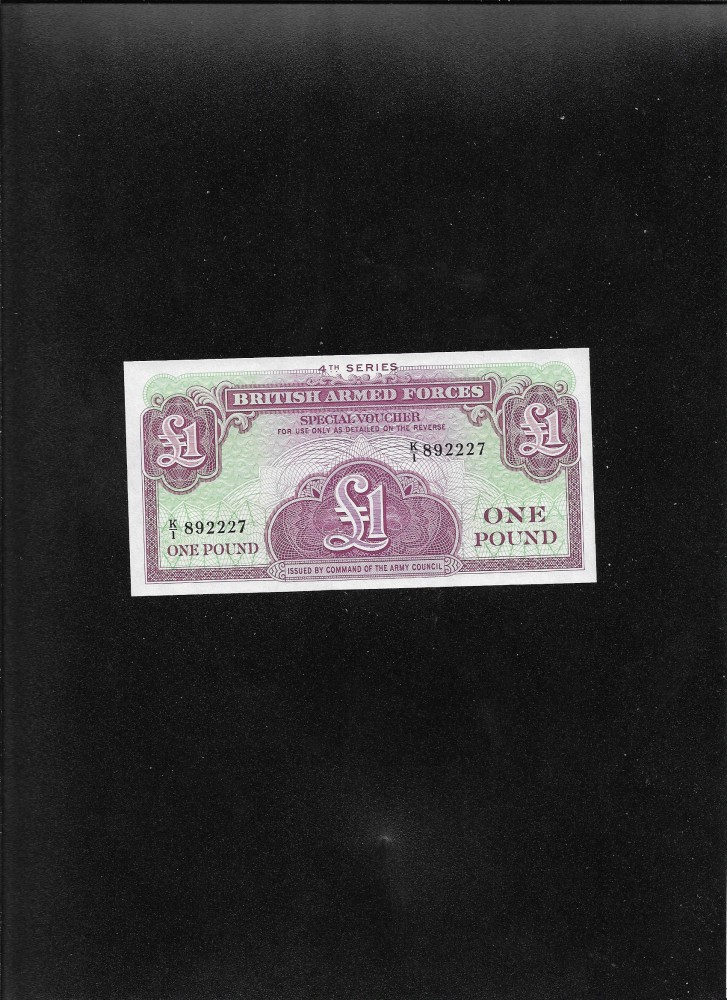 4TH SERIES
BRITISH ARMED FORCES
SPECIAL VOUCHER
FOR USE ONLY AS DETAILED ON THE REVERSE
£1
£1
K/1 892227
£1
K/1 892227
ONE POUND
ONE
POUND
ISSUED BY COMMAND OF THE ARMY COUNCIL